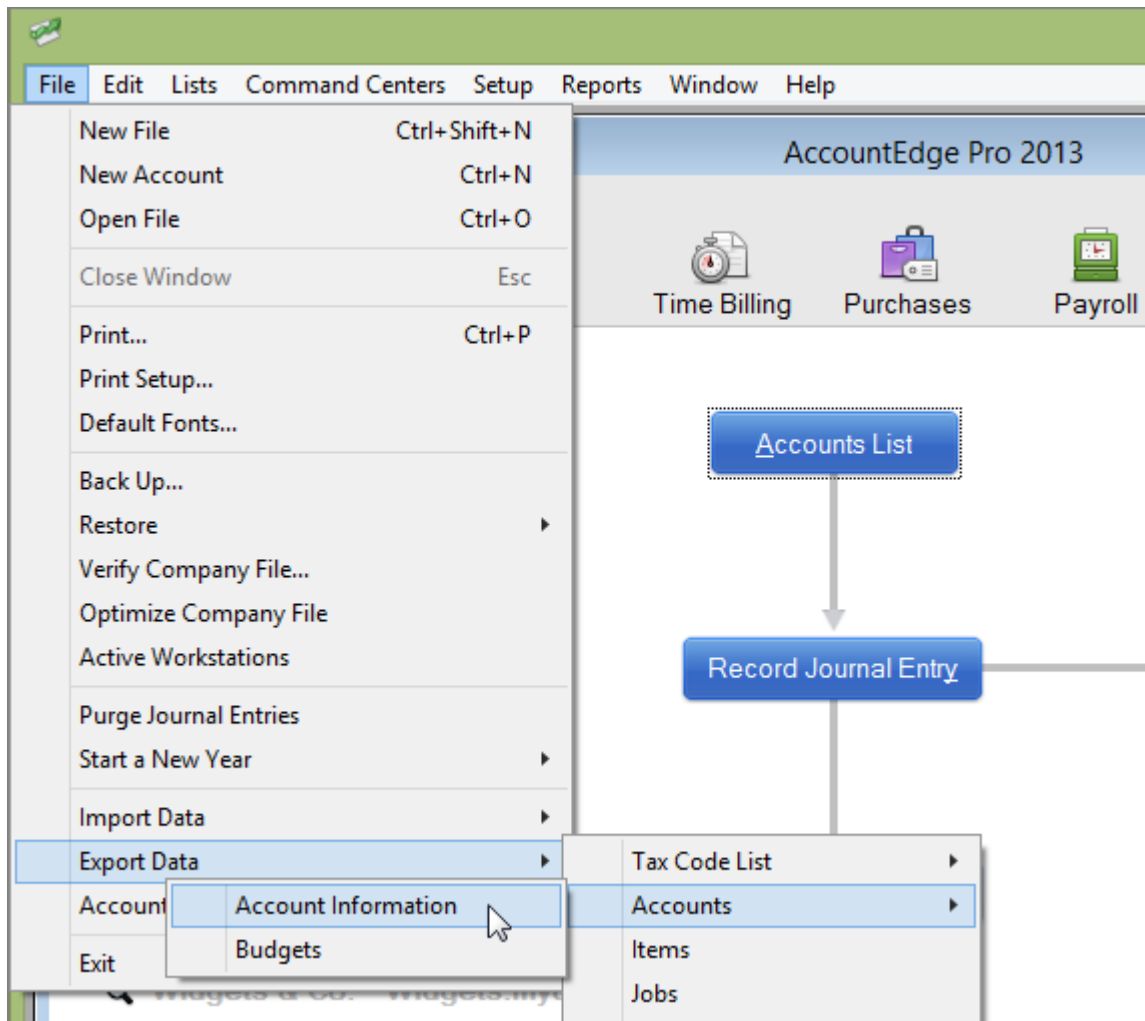 File Edit Lists Command Centers Setup Reports Window Help
AccountEdge Pro 2013
New File Ctrl+Shift+N
New Account Ctrl+N
Open File Ctrl+O
Close Window Esc
Print... Ctrl+P
Print Setup...
Default Fonts...
Back Up...
Restore
Verify Company File...
Optimize Company File
Active Workstations
Purge Journal Entries
Start a New Year
Import Data
Export Data
Account
Exit
Account Information
Budgets
Tax Code List
Accounts
Items
Jobs
Time Billing Purchases Payroll
Accounts List
Record Journal Entry
Widgets & Co.